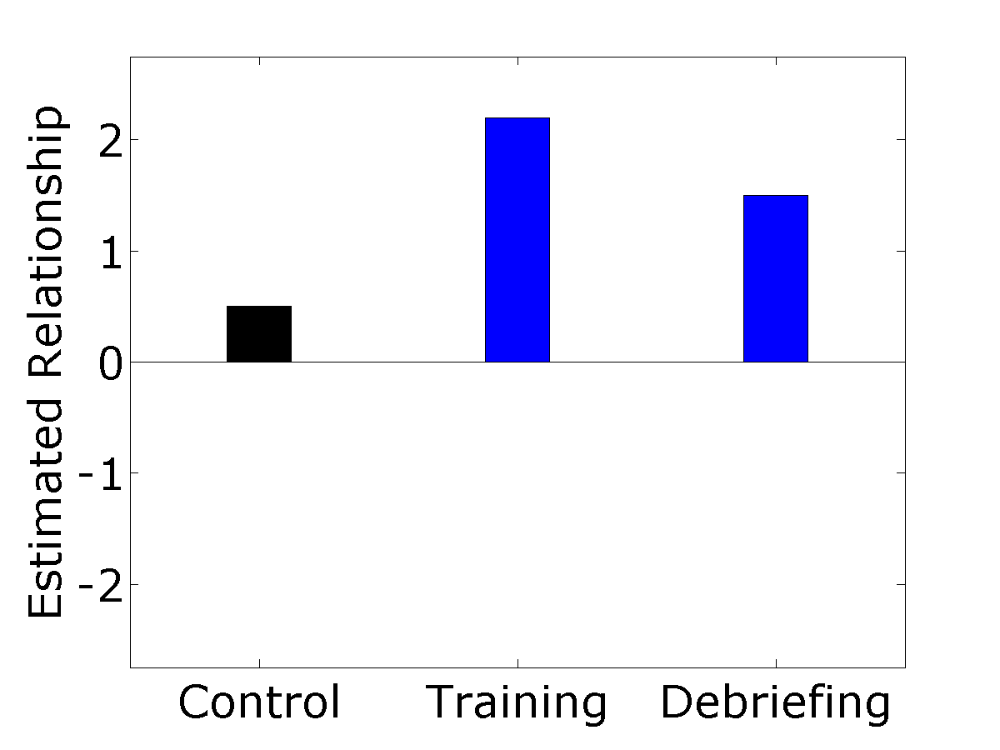 Estimated Relationship
2
1
0
-1
-2
Control Training Debriefing